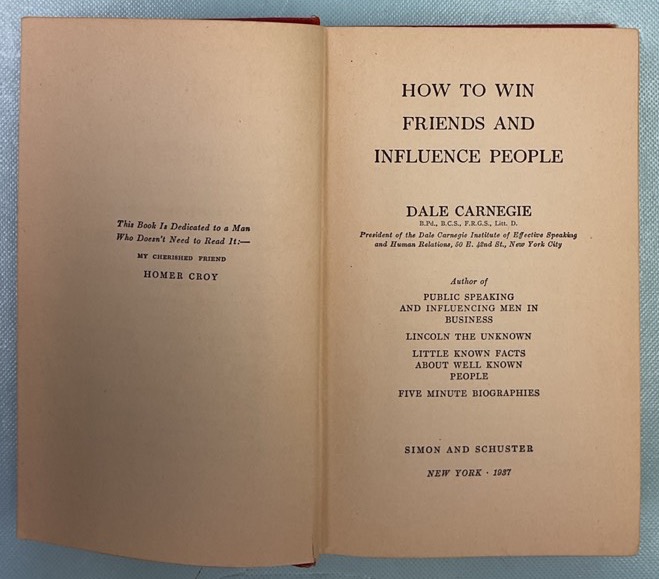 This Book Is Dedicated to a Man
Who Doesn't Need to Read It:—
MY CHERISHED FRIEND
HOMER CROY
HOW TO WIN
FRIENDS AND
INFLUENCE PEOPLE
DALE CARNEGIE
B.Pd., B.C.S., F.R.G.S., Litt. D.
President of the Dale Carnegie Institute of Effective Speaking
and Human Relations, 50 E. 42nd St., New York City
Author of
PUBLIC SPEAKING
AND INFLUENCING MEN IN
BUSINESS
LINCOLN THE UNKNOWN
LITTLE KNOWN FACTS
ABOUT WELL KNOWN
PEOPLE
FIVE MINUTE BIOGRAPHIES
SIMON AND SCHUSTER
NEW YORK · 1937